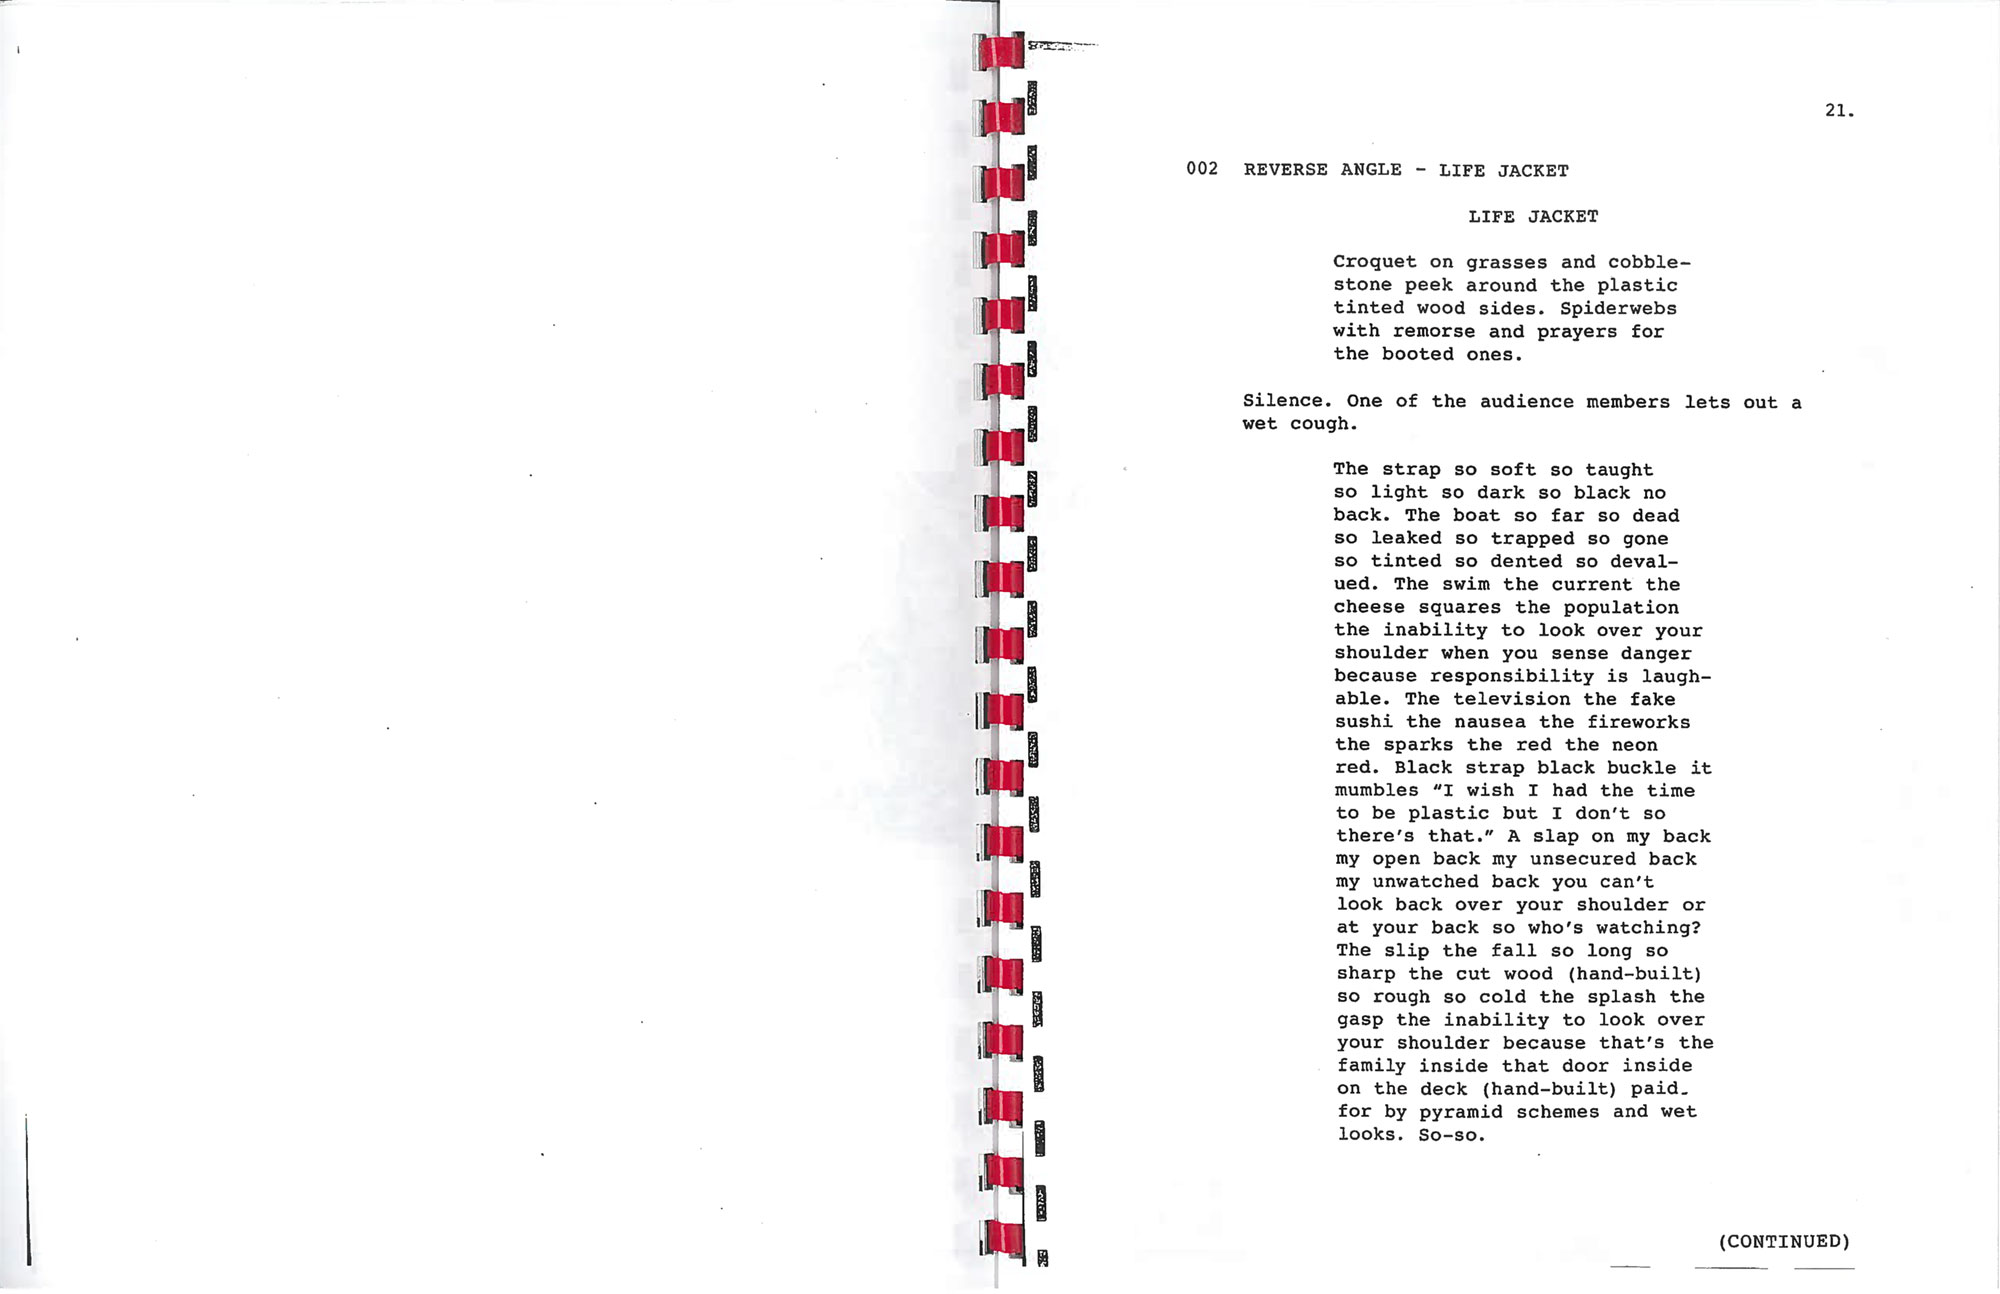 21.
002 REVERSE ANGLE - LIFE JACKET
LIFE JACKET
Croquet on grasses and cobble-
stone peek around the plastic
tinted wood sides. Spiderwebs
with remorse and prayers for
the booted ones.
Silence. One of the audience members lets out a
wet cough.
The strap so soft so taught
so light so dark so black no
back. The boat so far so dead
so leaked so trapped so gone
so tinted so dented so deval-
ued. The swim the current the
cheese squares the population
the inability to look over your
shoulder when you sense danger
because responsibility is laugh-
able. The television the fake
sushi the nausea the fireworks
the sparks the red the neon
red. Black strap black buckle it
mumbles "I wish I had the time
to be plastic but I don't so
there's that." A slap on my back
my open back my unsecured back
my unwatched back you can't
look back over your shoulder or
at your back so who's watching?
The slip the fall so long so
sharp the cut wood (hand-built)
so rough so cold the splash the
gasp the inability to look over
your shoulder because that's the
family inside that door inside
on the deck (hand-built) paid
for by pyramid schemes and wet
looks. So-so.
(CONTINUED)